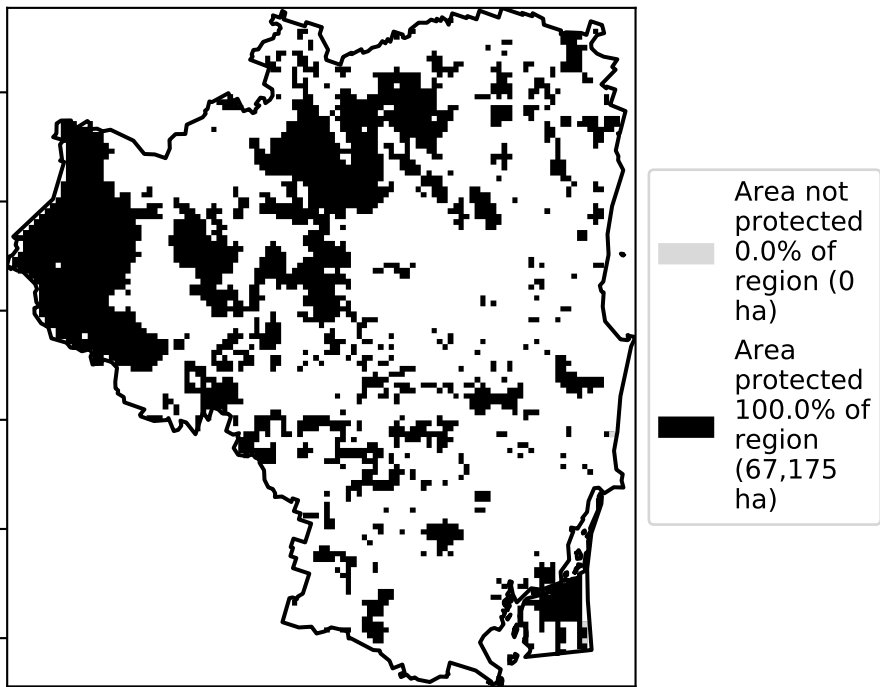 Area not
protected
0.0% of
region (0
ha)
Area
protected
100.0% of
region
(67,175
ha)